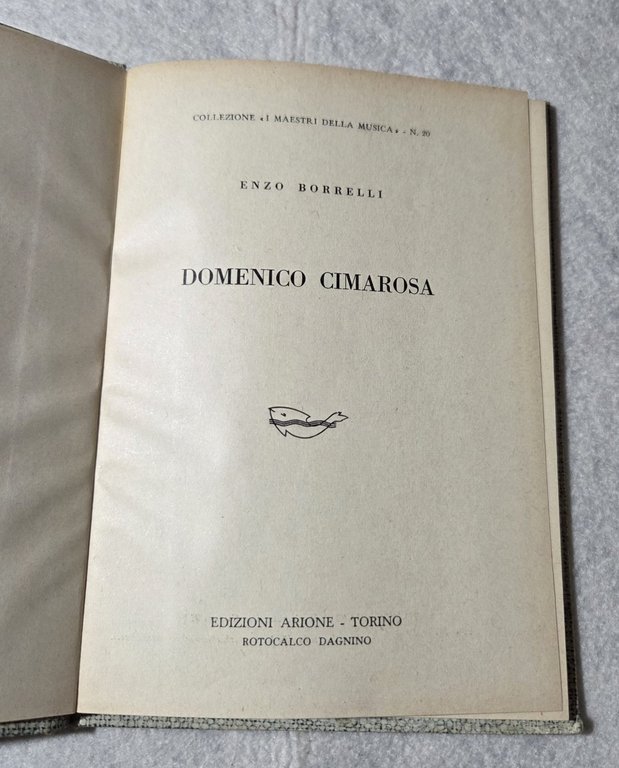 COLLEZIONE «I MAESTRI DELLA MUSICA» - N. 20
ENZO BORRELLI
DOMENICO CIMAROSA
EDIZIONI ARIONE - TORINO
ROTOCALCO DAGNINO